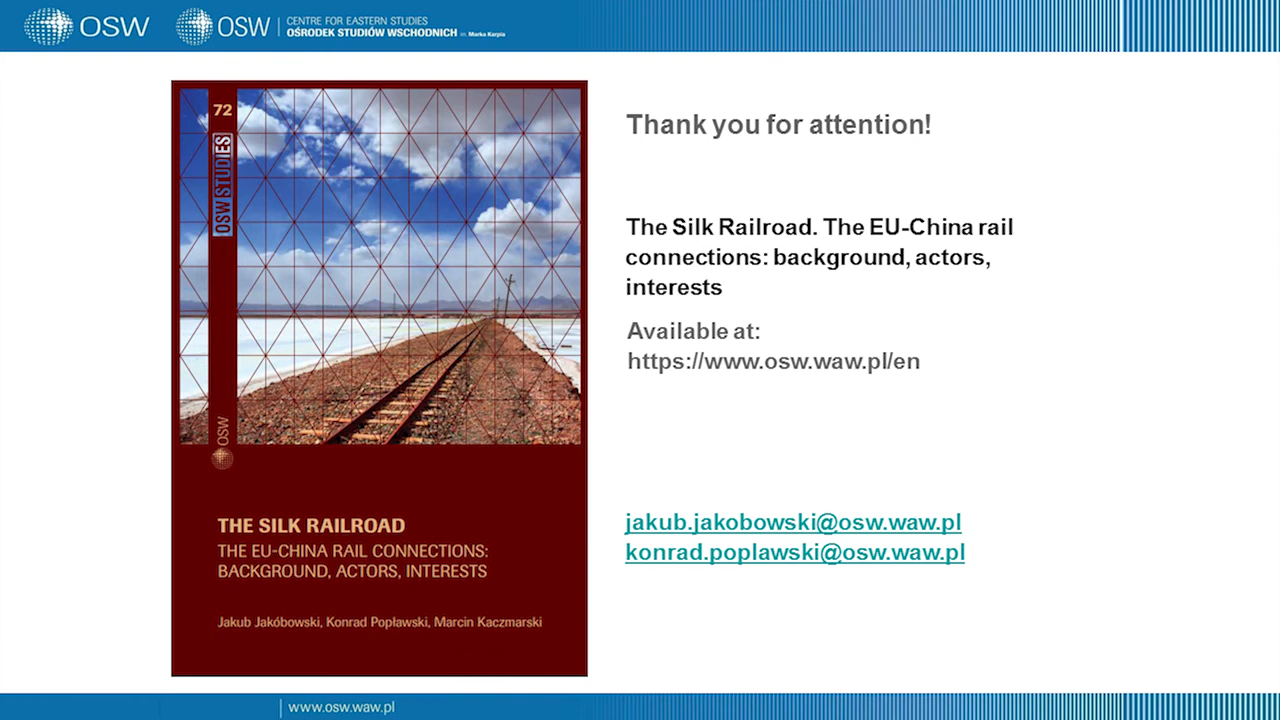 OSW
OSW
CENTRE FOR EASTERN STUDIES
OŚRODEK STUDIÓW WSCHODNICH im. Marka Karpia
72
OSW STUDIES
OSW
THE SILK RAILROAD
THE EU-CHINA RAIL CONNECTIONS:
BACKGROUND, ACTORS, INTERESTS
Jakub Jakóbowski, Konrad Popławski, Marcin Kaczmarski
Thank you for attention!
The Silk Railroad. The EU-China rail
connections: background, actors,
interests
Available at:
https://www.osw.waw.pl/en
jakub.jakobowski@osw.waw.pl
konrad.poplawski@osw.waw.pl
www.osw.waw.pl